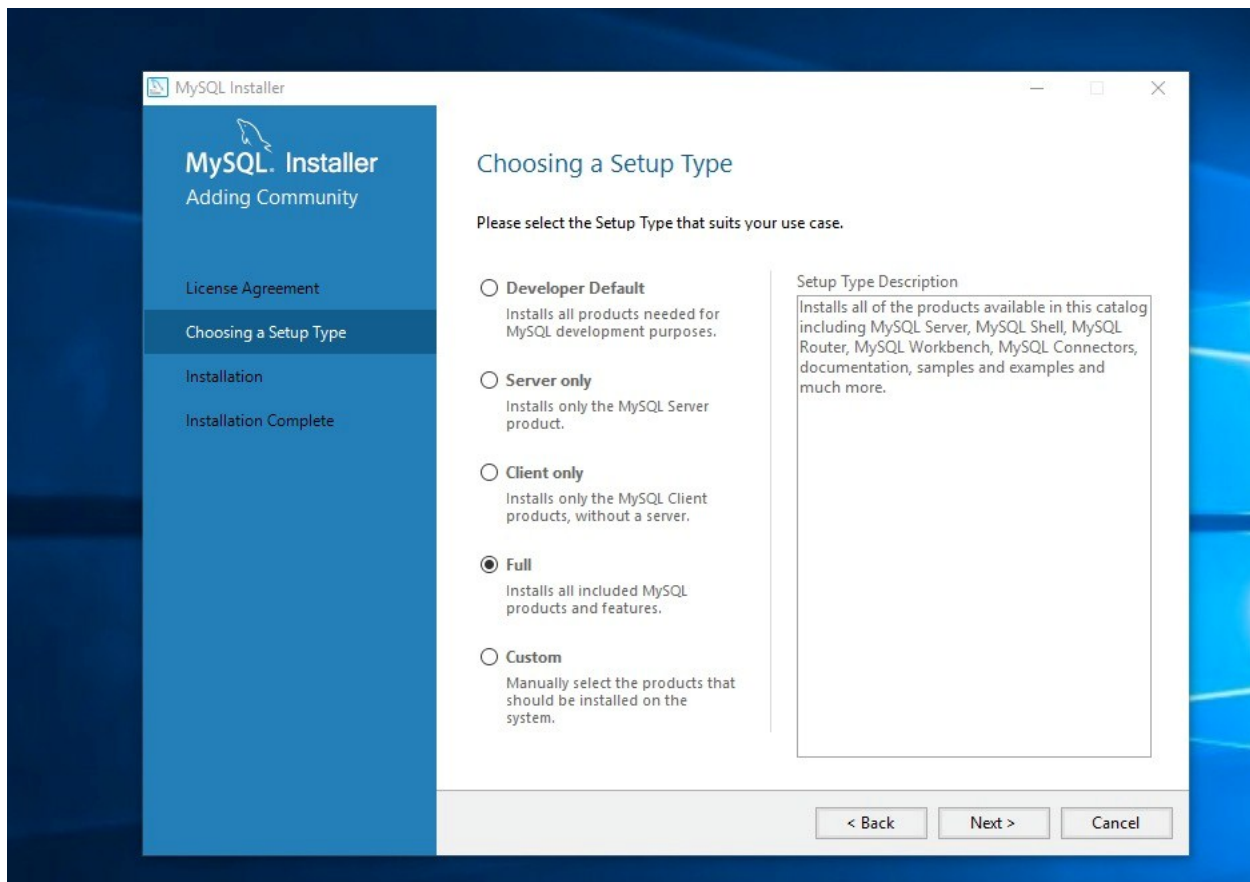 MySQL Installer
MySQL. Installer
Adding Community
License Agreement
Choosing a Setup Type
Installation
Installation Complete
Choosing a Setup Type
Please select the Setup Type that suits your use case.
Developer Default
Installs all products needed for
MySQL development purposes.
Server only
Installs only the MySQL Server
product.
Client only
Installs only the MySQL Client
products, without a server.
Full
Installs all included MySQL
products and features.
Custom
Manually select the products that
should be installed on the
system.
Setup Type Description
Installs all of the products available in this catalog
including MySQL Server, MySQL Shell, MySQL
Router, MySQL Workbench, MySQL Connectors,
documentation, samples and examples and
much more.
< Back
Next >
Cancel